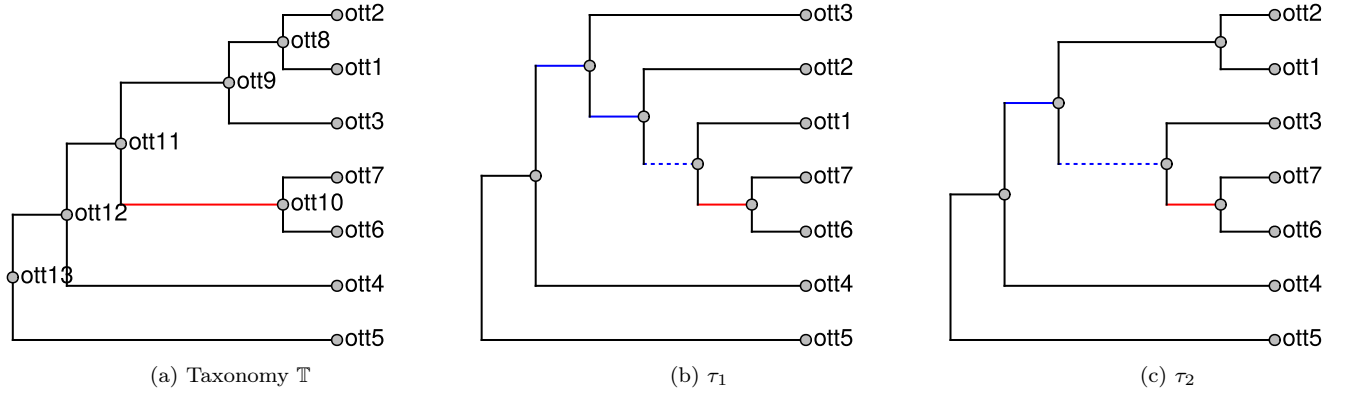 ott2
ott8
ott1
ott9
ott3
ott11
ott7
ott10
ott6
ott12
ott4
ott13
ott5
(a) Taxonomy 𝕋
ott3
ott2
ott1
ott7
ott6
ott4
ott5
(b) τ1
ott2
ott1
ott3
ott7
ott6
ott4
ott5
(c) τ2